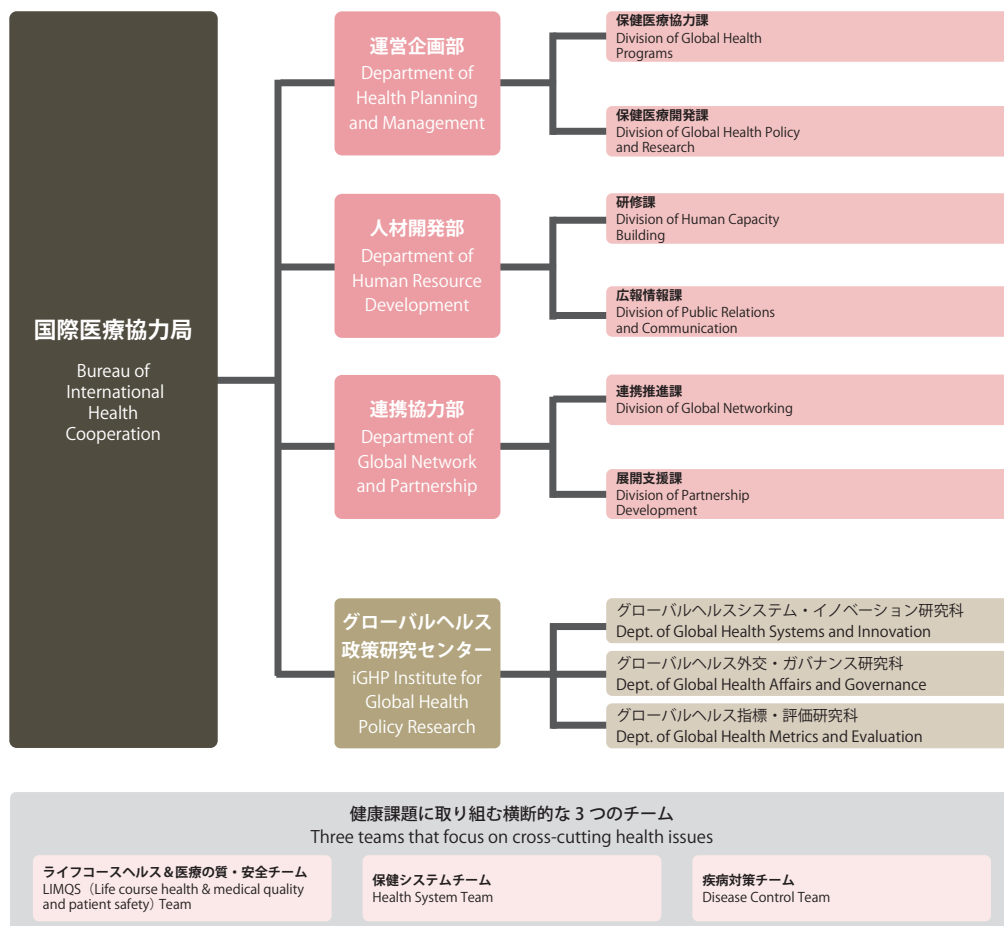 国際医療協力局
Bureau of
International
Health
Cooperation
運営企画部
Department of
Health Planning
and Management
保健医療協力課
Division of Global Health
Programs
保健医療開発課
Division of Global Health Policy
and Research
人材開発部
Department of
Human Resource
Development
研修課
Division of Human Capacity
Building
広報情報課
Division of Public Relations
and Communication
連携協力部
Department of
Global Network
and Partnership
連携推進課
Division of Global Networking
展開支援課
Division of Partnership
Development
グローバルヘルス
政策研究センター
iGHP Institute for
Global Health
Policy Research
グローバルヘルスシステム・イノベーション研究科
Dept. of Global Health Systems and Innovation
グローバルヘルス外交・ガバナンス研究科
Dept. of Global Health Affairs and Governance
グローバルヘルス指標・評価研究科
Dept. of Global Health Metrics and Evaluation
健康課題に取り組む横断的な 3 つのチーム
Three teams that focus on cross-cutting health issues
ライフコースヘルス＆医療の質・安全チーム
LIMQS（Life course health & medical quality
and patient safety) Team
保健システムチーム
Health System Team
疾病対策チーム
Disease Control Team